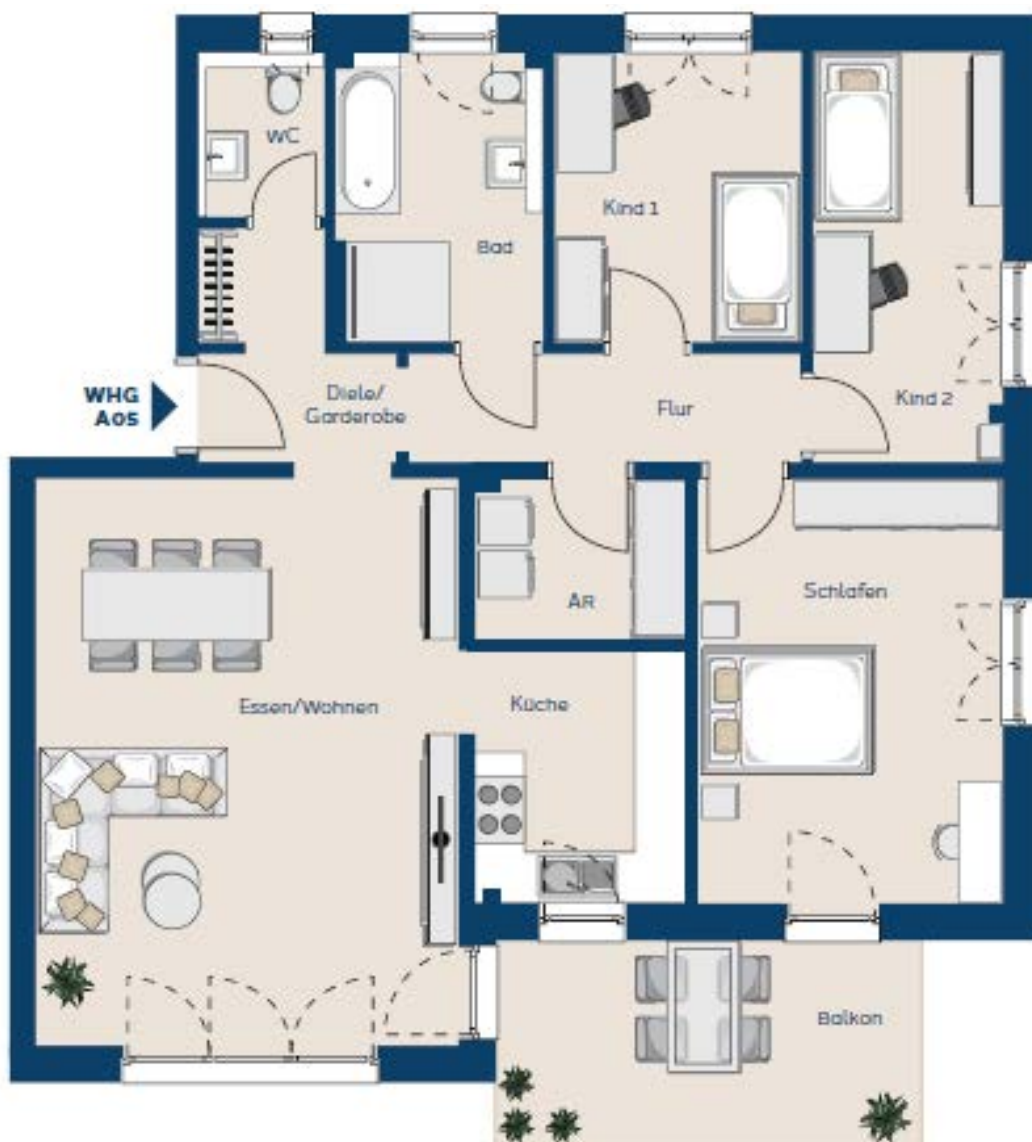 WC
Kind 1
Bad
WHG
A05
Diele/
Garderobe
Flur
Kind 2
AR
Schlafen
Essen/Wohnen
Küche
Balkon